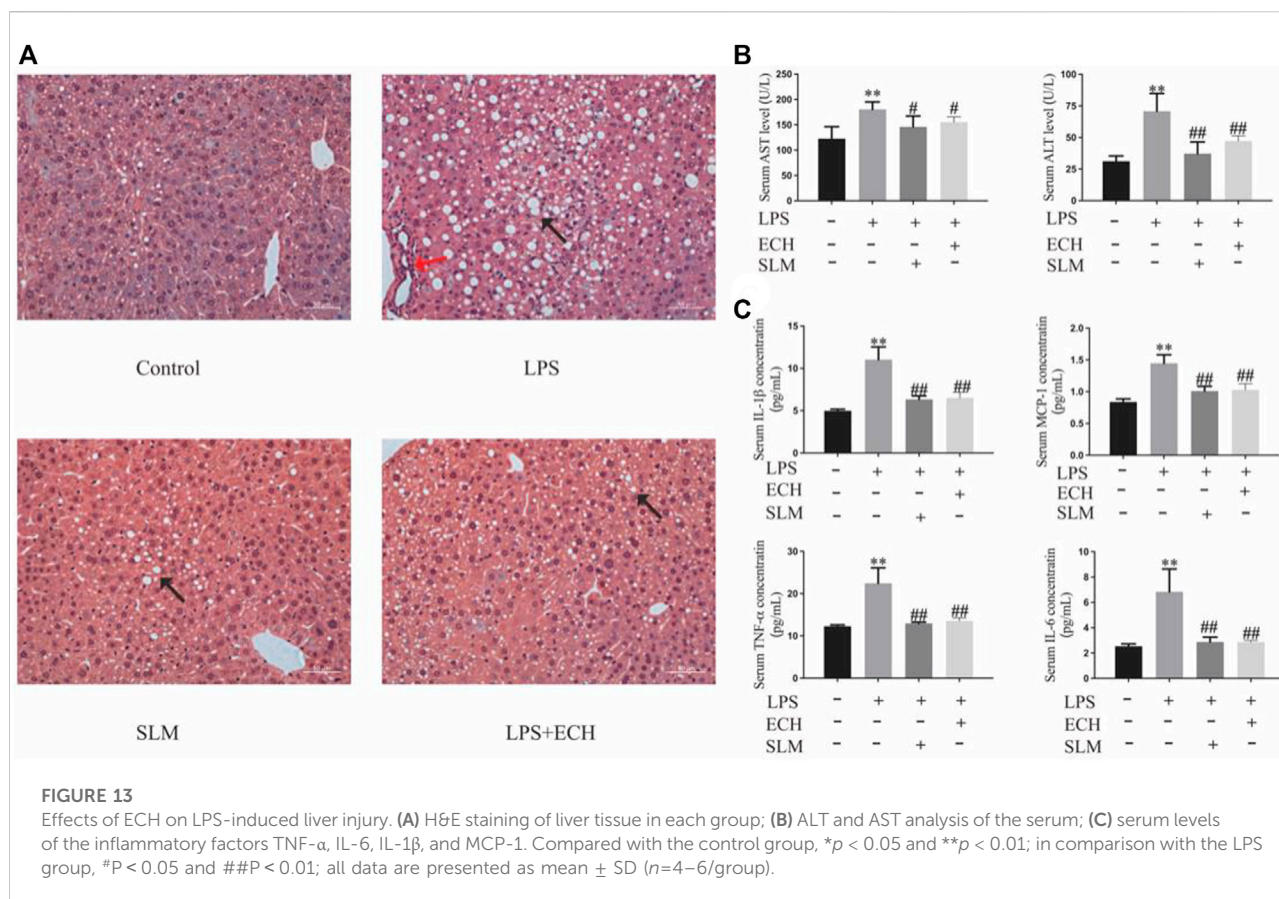 A
Control
LPS
SLM
LPS+ECH
B
Serum AST level (U/L)
250
200
150
100
50
0
**
#
#
LPS - + + +
ECH - - - +
SLM - - + -
Serum ALT level (U/L)
100
75
50
25
0
**
##
##
LPS - + + +
ECH - - - +
SLM - - + -
C
Serum IL-1β concentratin
(pg/mL)
15
10
5
0
**
##
##
LPS - + + +
ECH - - - +
SLM - - + -
Serum MCP-1 concentratin
(pg/mL)
2.0
1.5
1.0
0.5
0.0
**
##
##
LPS - + + +
ECH - - - +
SLM - - + -
Serum TNF-α concentratin
(pg/mL)
30
20
10
0
**
##
##
LPS - + + +
ECH - - - +
SLM - - + -
Serum IL-6 concentratin
(pg/mL)
8
6
4
2
0
**
##
##
LPS - + + +
ECH - - - +
SLM - - + -
FIGURE 13
Effects of ECH on LPS-induced liver injury. (A) H&E staining of liver tissue in each group; (B) ALT and AST analysis of the serum; (C) serum levels
of the inflammatory factors TNF-α, IL-6, IL-1β, and MCP-1. Compared with the control group, *p < 0.05 and **p < 0.01; in comparison with the LPS
group, #P < 0.05 and ##P < 0.01; all data are presented as mean ± SD (n=4–6/group).